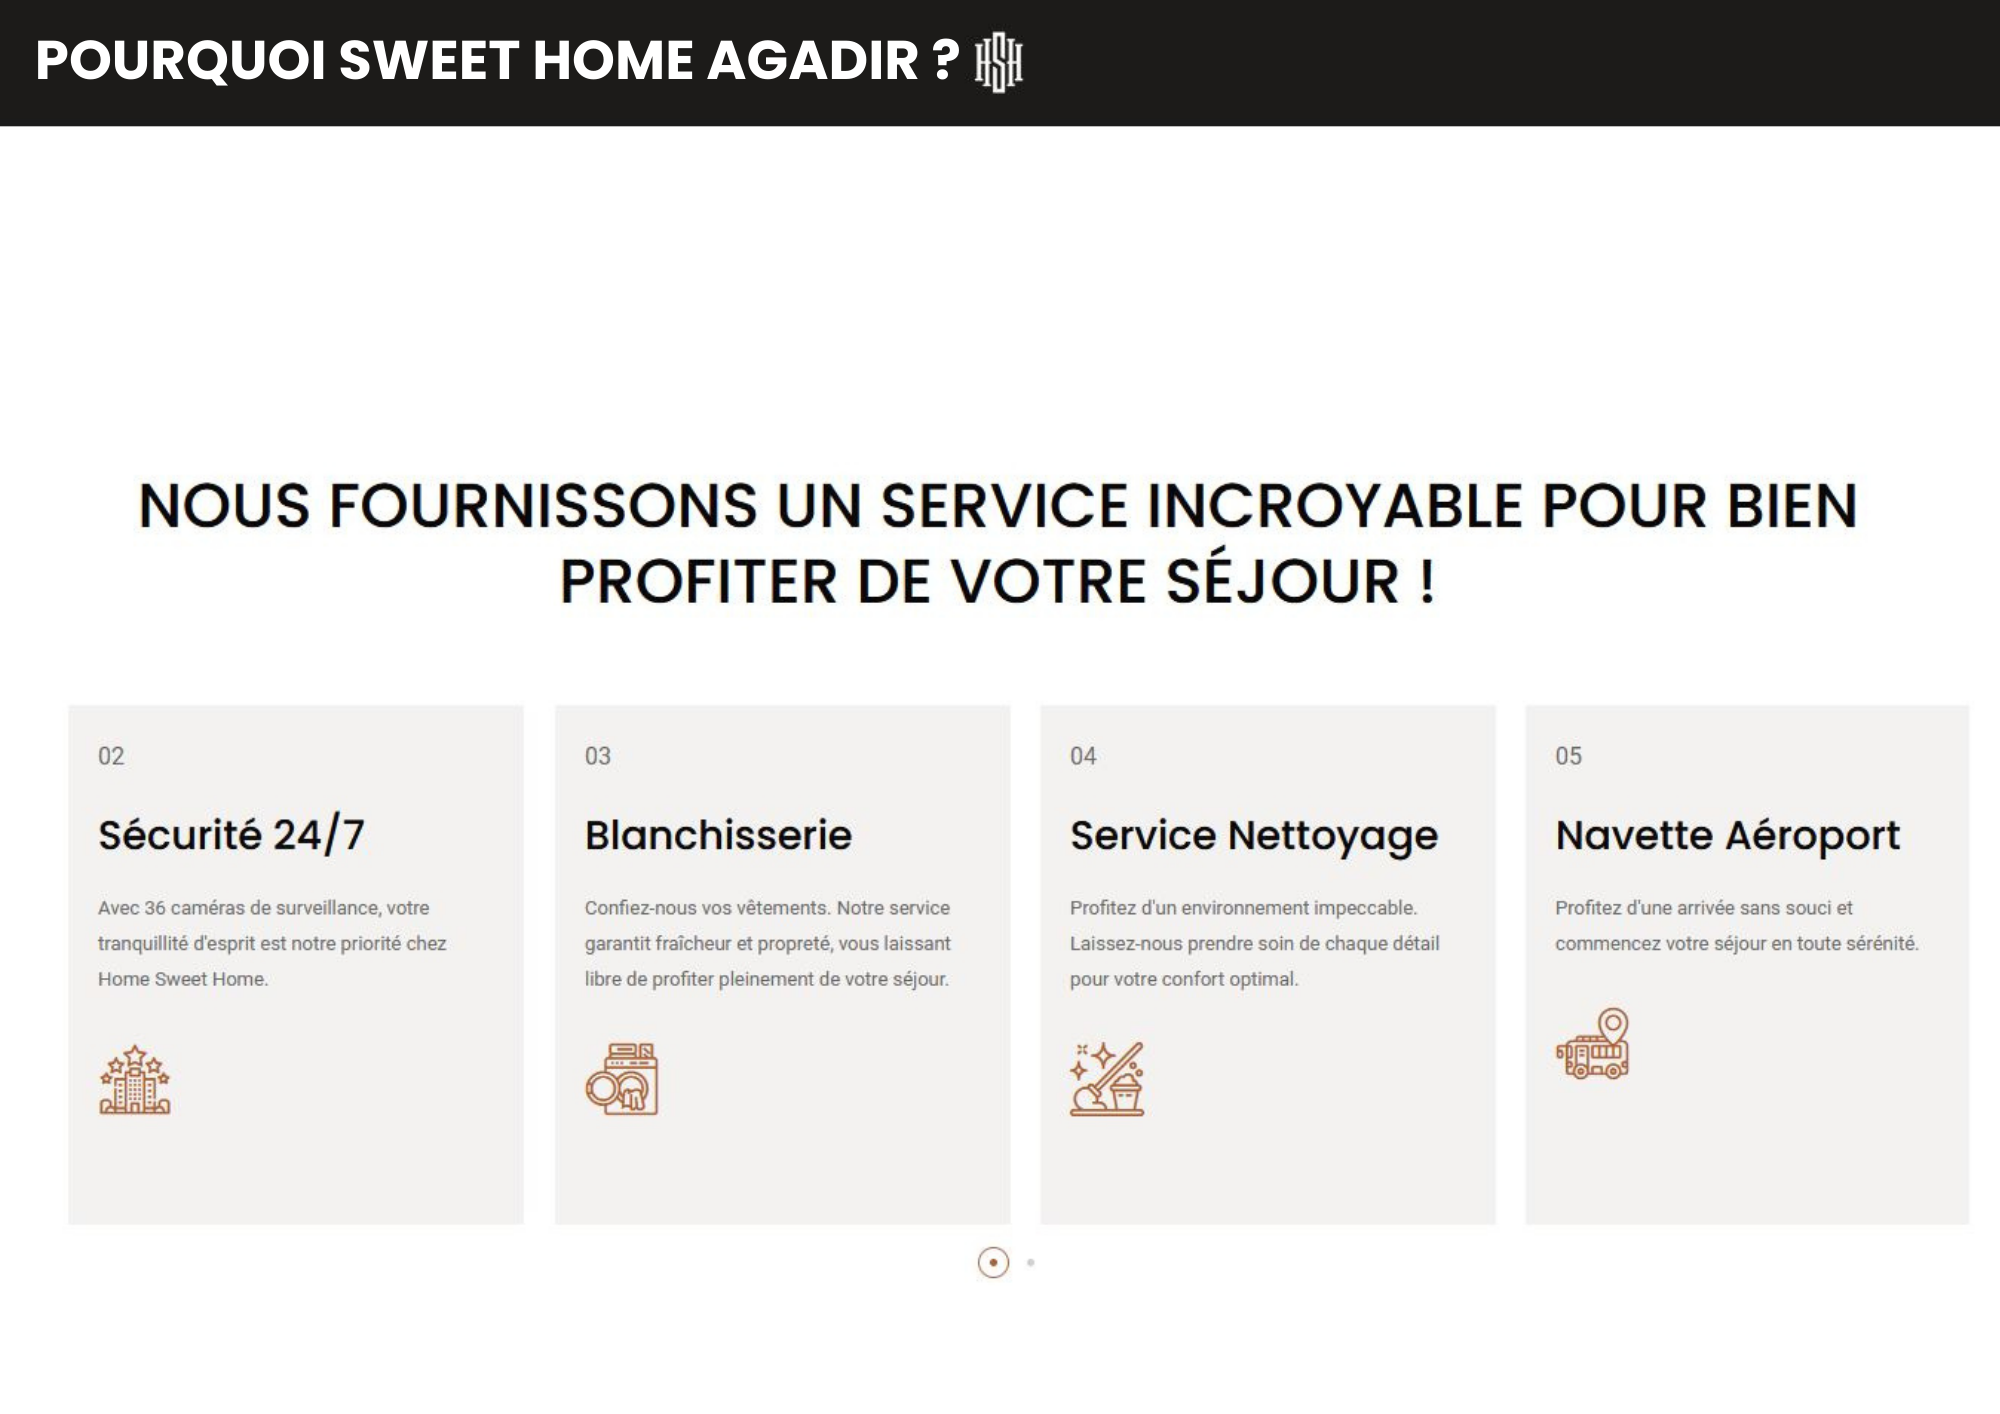 POURQUOI SWEET HOME AGADIR ? HSH
NOUS FOURNISSONS UN SERVICE INCROYABLE POUR BIEN
PROFITER DE VOTRE SÉJOUR !
02
Sécurité 24/7
Avec 36 caméras de surveillance, votre
tranquillité d'esprit est notre priorité chez
Home Sweet Home.
03
Blanchisserie
Confiez-nous vos vêtements. Notre service
garantit fraîcheur et propreté, vous laissant
libre de profiter pleinement de votre séjour.
04
Service Nettoyage
Profitez d'un environnement impeccable.
Laissez-nous prendre soin de chaque détail
pour votre confort optimal.
05
Navette Aéroport
Profitez d'une arrivée sans souci et
commencez votre séjour en toute sérénité.